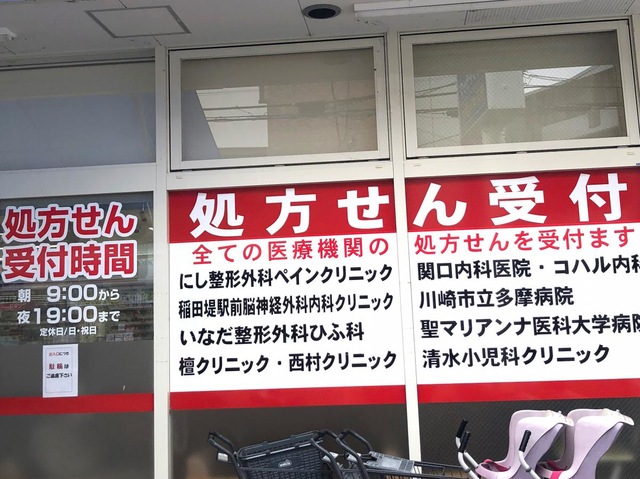 処方せん
受付時間
朝 9:00から
夜19:00まで
定休日/日・祝日
駐輪は
ご遠慮下さい
処方せん受付
全ての医療機関の 処方せんを受付ます
にし整形外科ペインクリニック
稲田堤駅前脳神経外科内科クリニック
いなだ整形外科ひふ科
檀クリニック・西村クリニック
関口内科医院・コハル内科
川崎市立多摩病院
聖マリアンナ医科大学病院
清水小児科クリニック